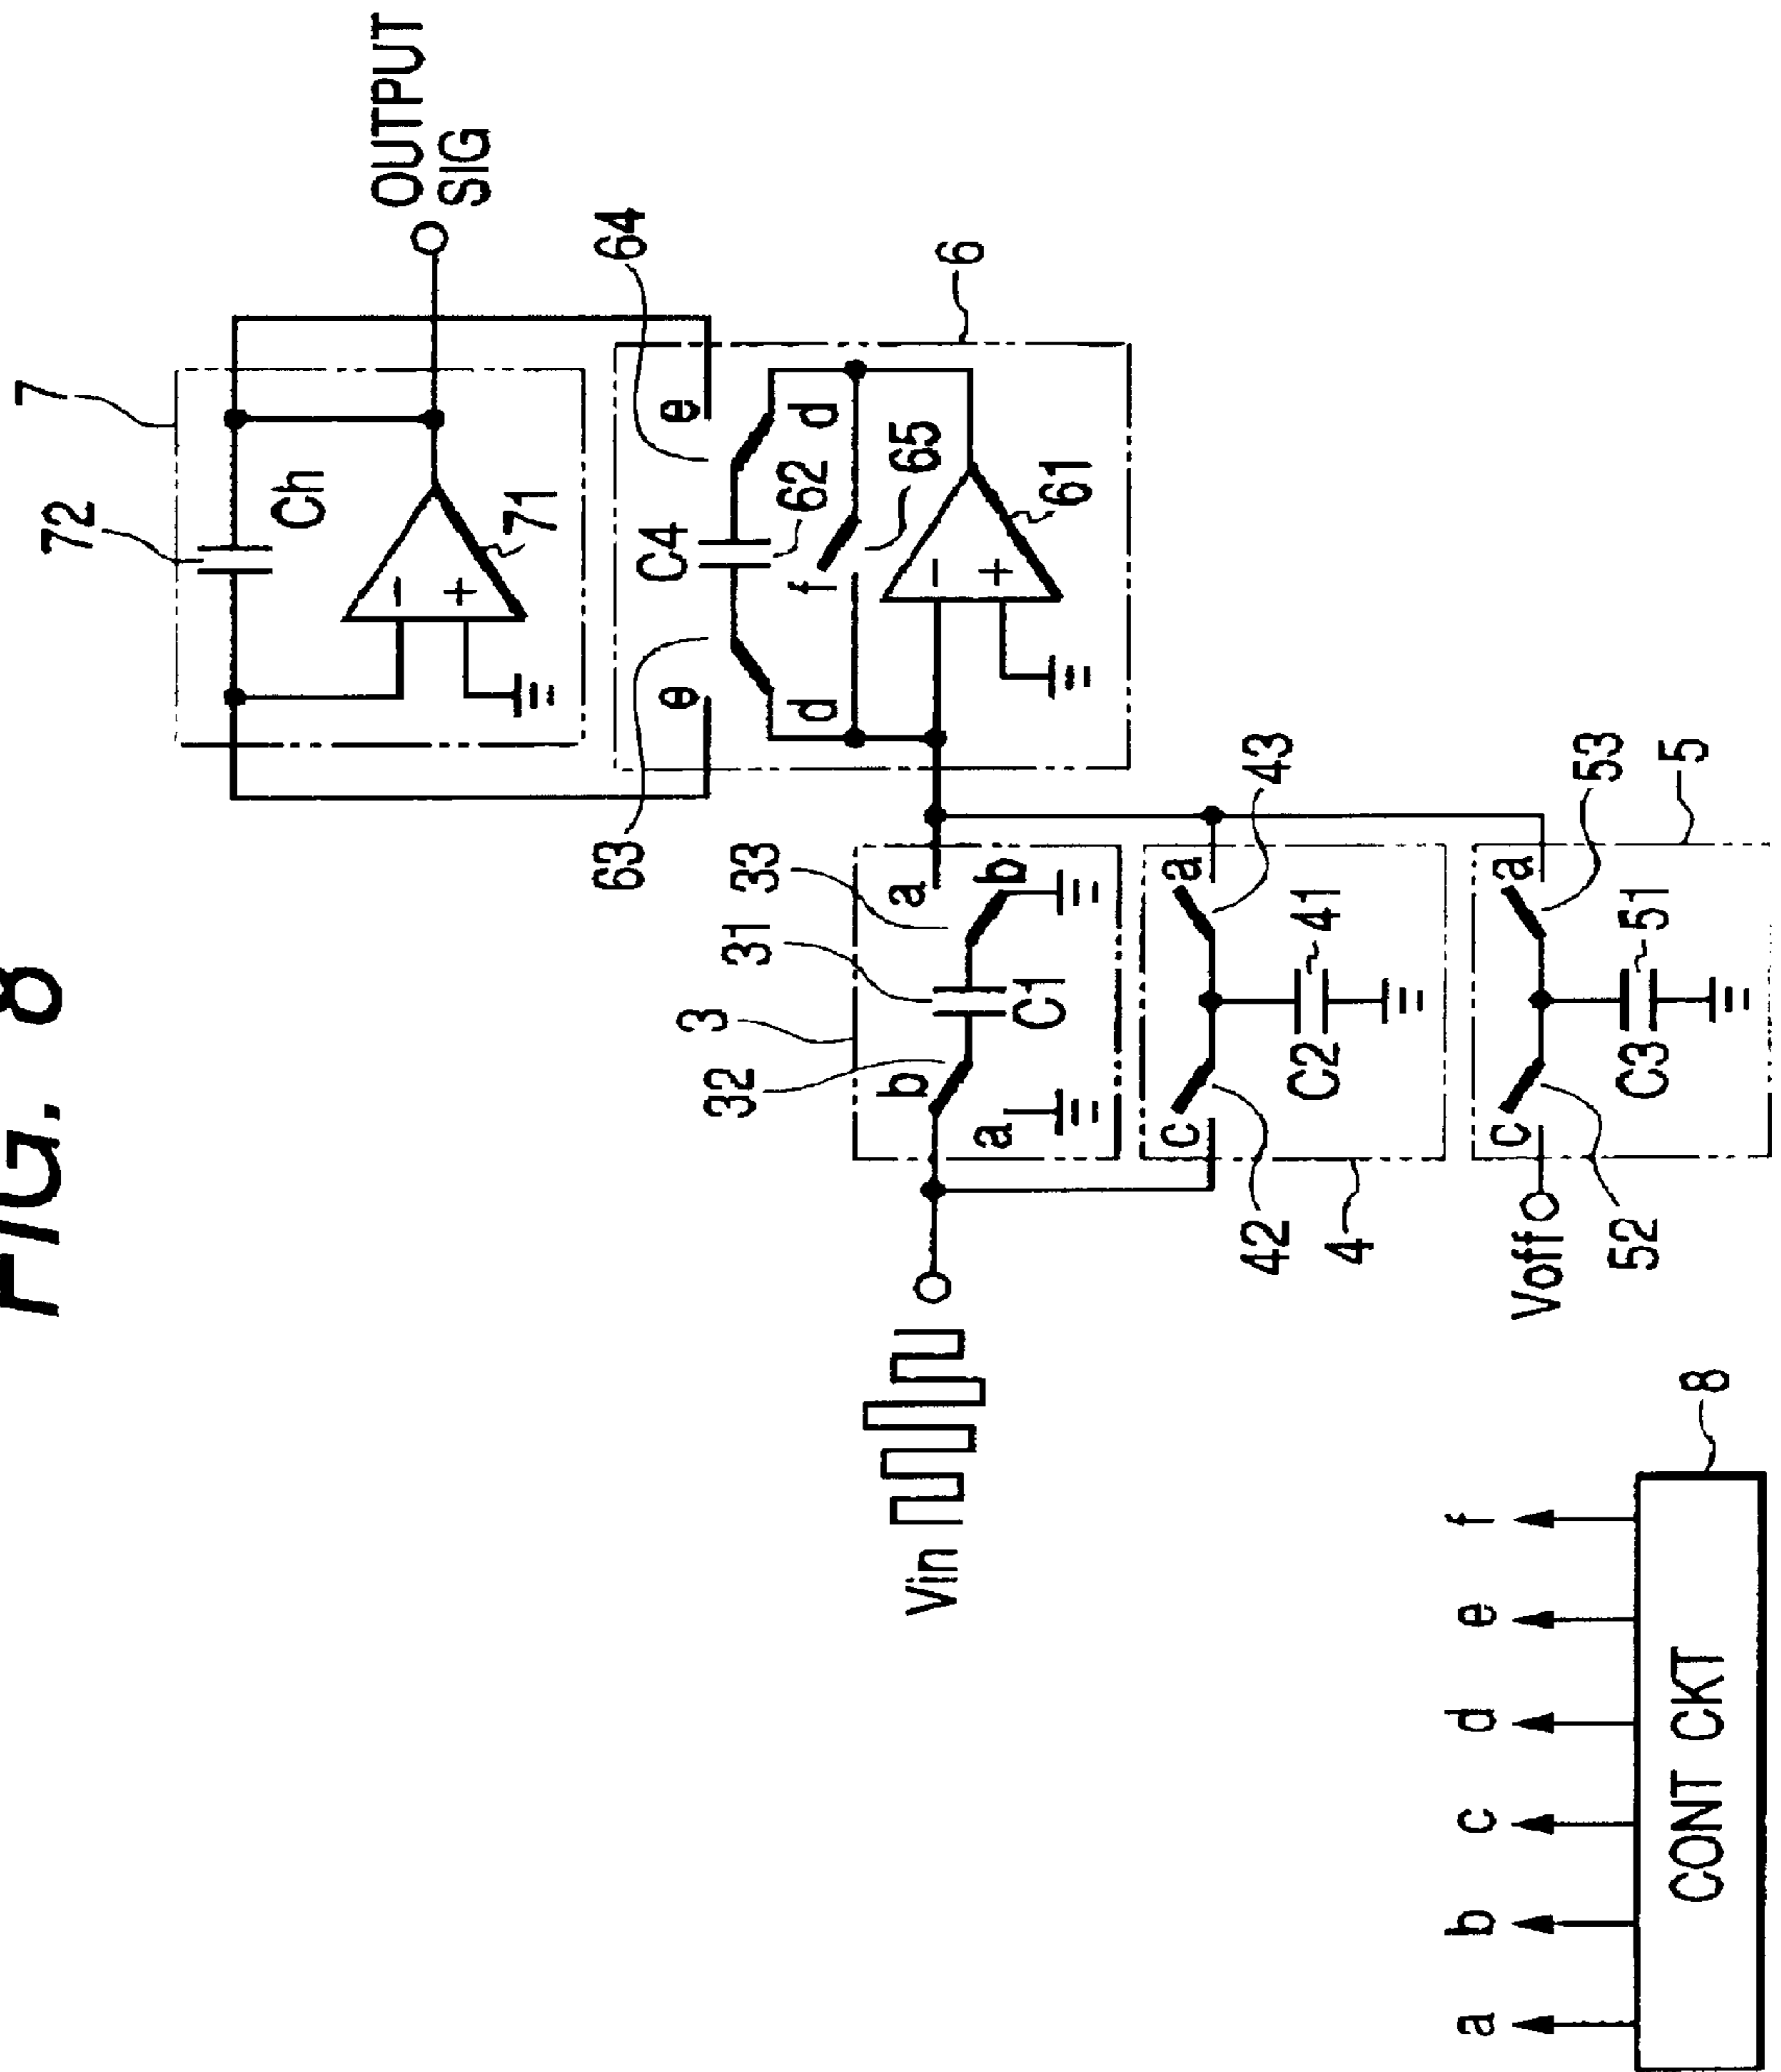 FIG. 8
7
72
Ch
-
+
71
OUTPUT
SIG
63
64
6
e
e
C4
62
d
d
f
65
-
+
61
3
31
33
32
b
a
C1
a
b
Vin
4
42
43
c
a
C2
41
5
52
53
c
a
C3
51
Voff
a
b
c
d
e
f
CONT CKT
8